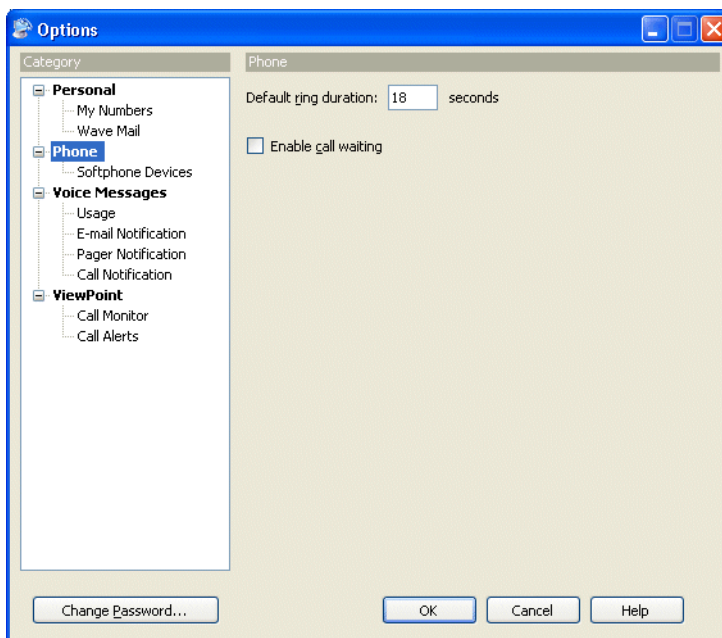 Options
Category
Phone
Personal
My Numbers
Wave Mail
Phone
Softphone Devices
Voice Messages
Usage
E-mail Notification
Pager Notification
Call Notification
ViewPoint
Call Monitor
Call Alerts
Default ring duration: 18 seconds
Enable call waiting
Change Password...
OK
Cancel
Help